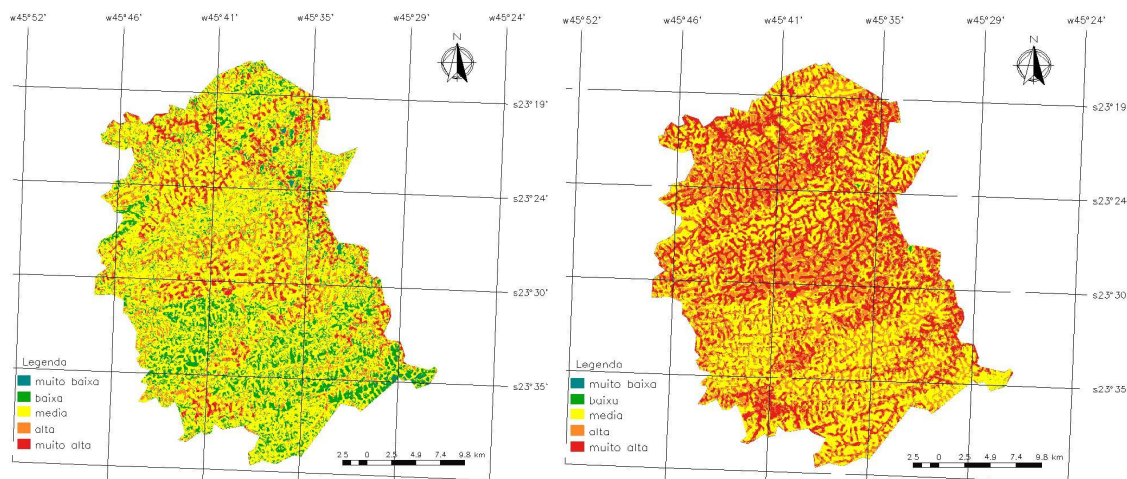 w45°52' w45°46' w45°41' w45°35' w45°29' w45°24'
N
s23°19'
s23°24'
s23°30'
s23°35'
Legenda
muito baixa
baixa
media
alta
muito alta
2.5 0 2.5 4.9 7.4 9.8 km
w45°52' w45°46' w45°41' w45°35' w45°29' w45°24'
N
s23°19
s23°24'
s23°30'
s23°35'
Legenda
muito baixa
buixu
media
alta
muito alta
2.5 0 2.5 4.9 7.4 9.8 km